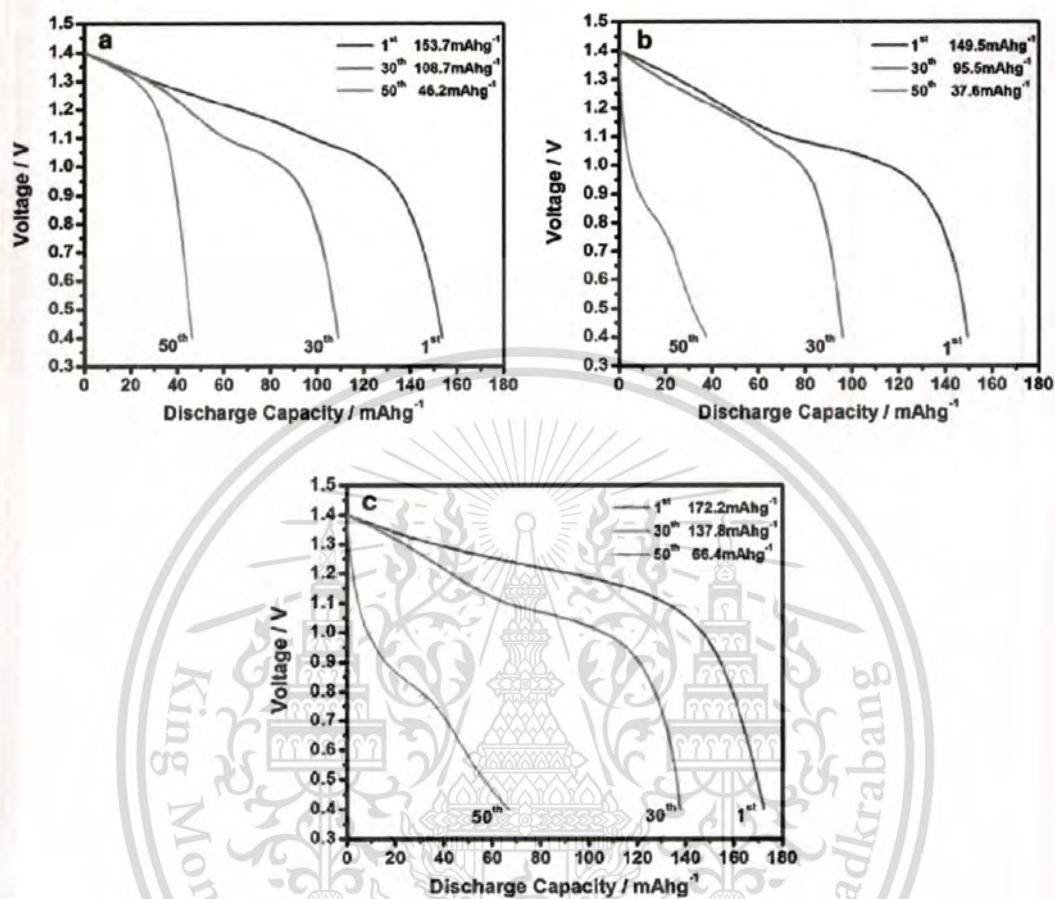 a
1st 153.7mAhg-1
30th 108.7mAhg-1
50th 46.2mAhg-1
1.5
1.4
1.3
1.2
1.1
1.0
0.9
0.8
0.7
0.6
0.5
0.4
0.3
Voltage / V
50th
30th
1st
0 20 40 60 80 100 120 140 160 180
Discharge Capacity / mAhg-1
b
1st 149.5mAhg-1
30th 95.5mAhg-1
50th 37.6mAhg-1
1.5
1.4
1.3
1.2
1.1
1.0
0.9
0.8
0.7
0.6
0.5
0.4
0.3
Voltage / V
50th
30th
1st
0 20 40 60 80 100 120 140 160 180
Discharge Capacity / mAhg-1
c
1st 172.2mAhg-1
30th 137.8mAhg-1
50th 66.4mAhg-1
1.5
1.4
1.3
1.2
1.1
1.0
0.9
0.8
0.7
0.6
0.5
0.4
0.3
Voltage / V
50th
30th
1st
0 20 40 60 80 100 120 140 160 180
Discharge Capacity / mAhg-1
King Mon
adkrabang